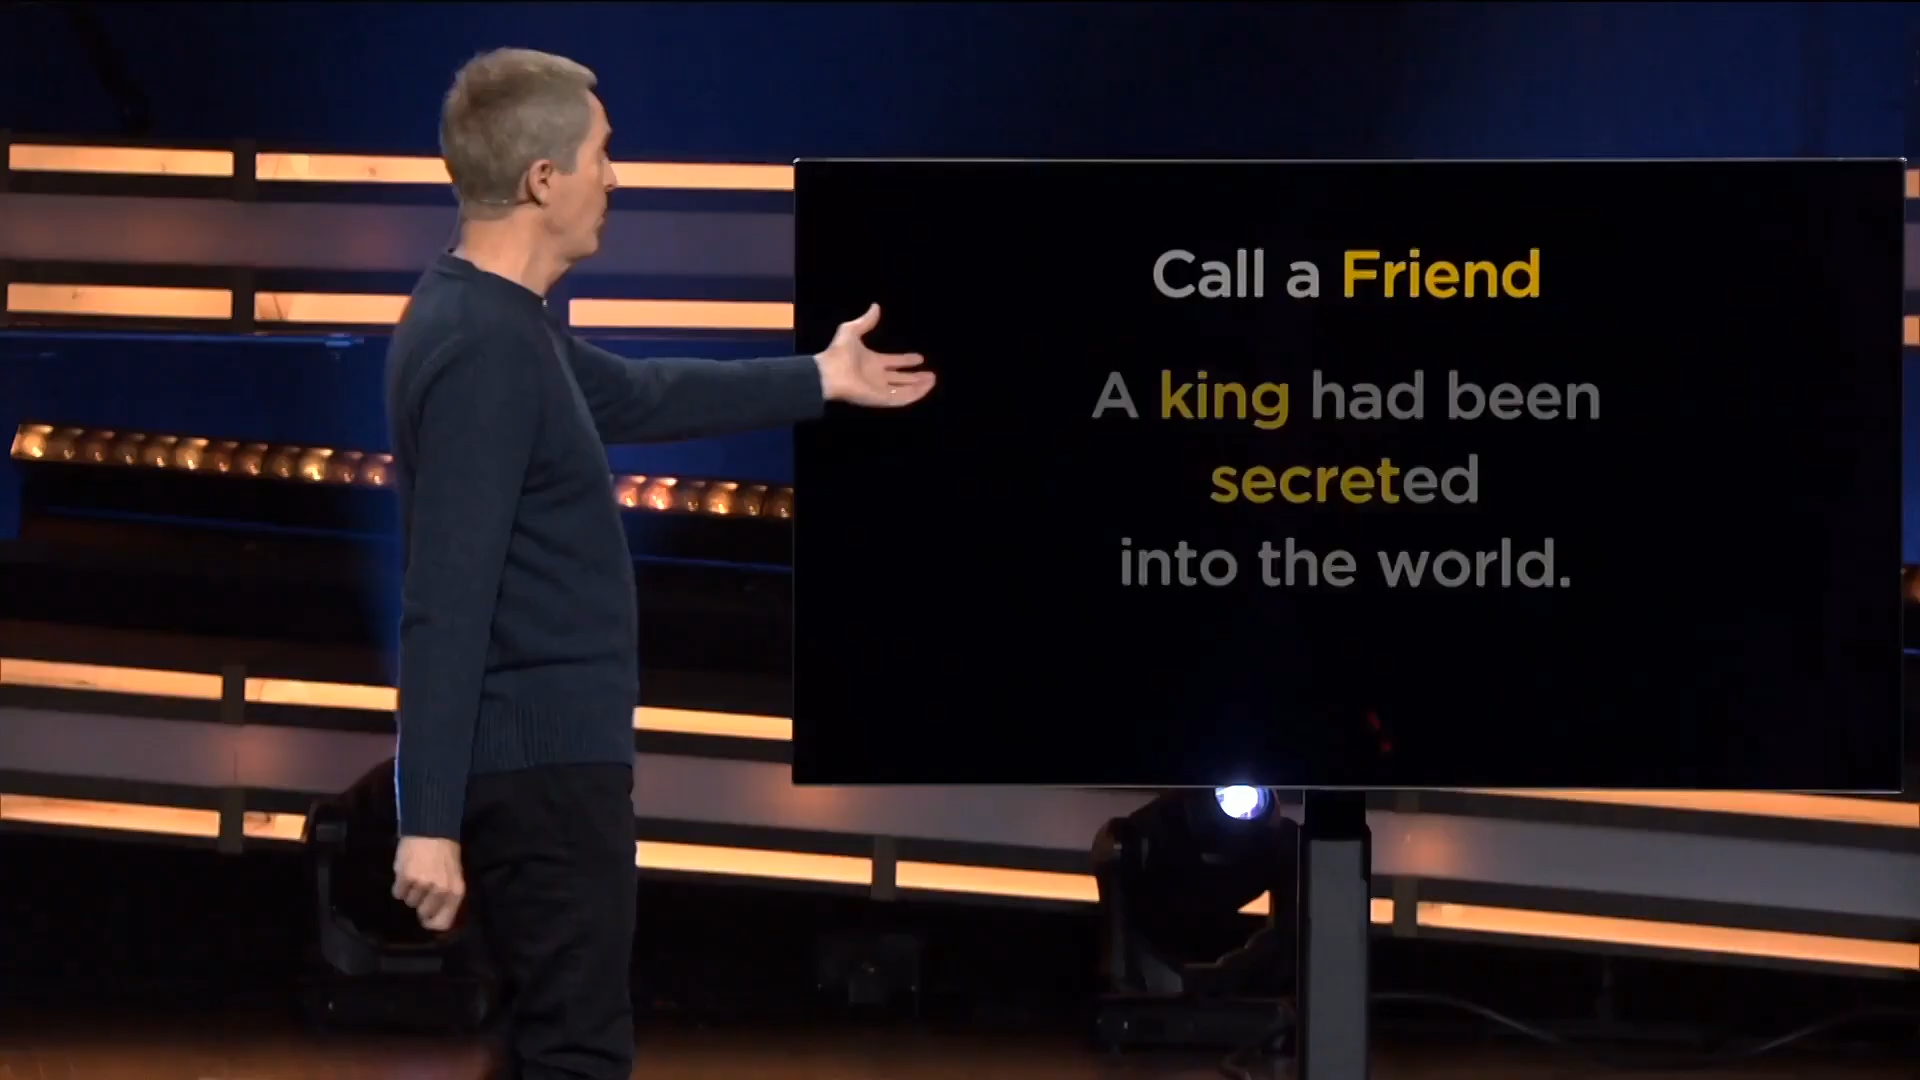 Call a Friend
A king had been
secreted
into the world.